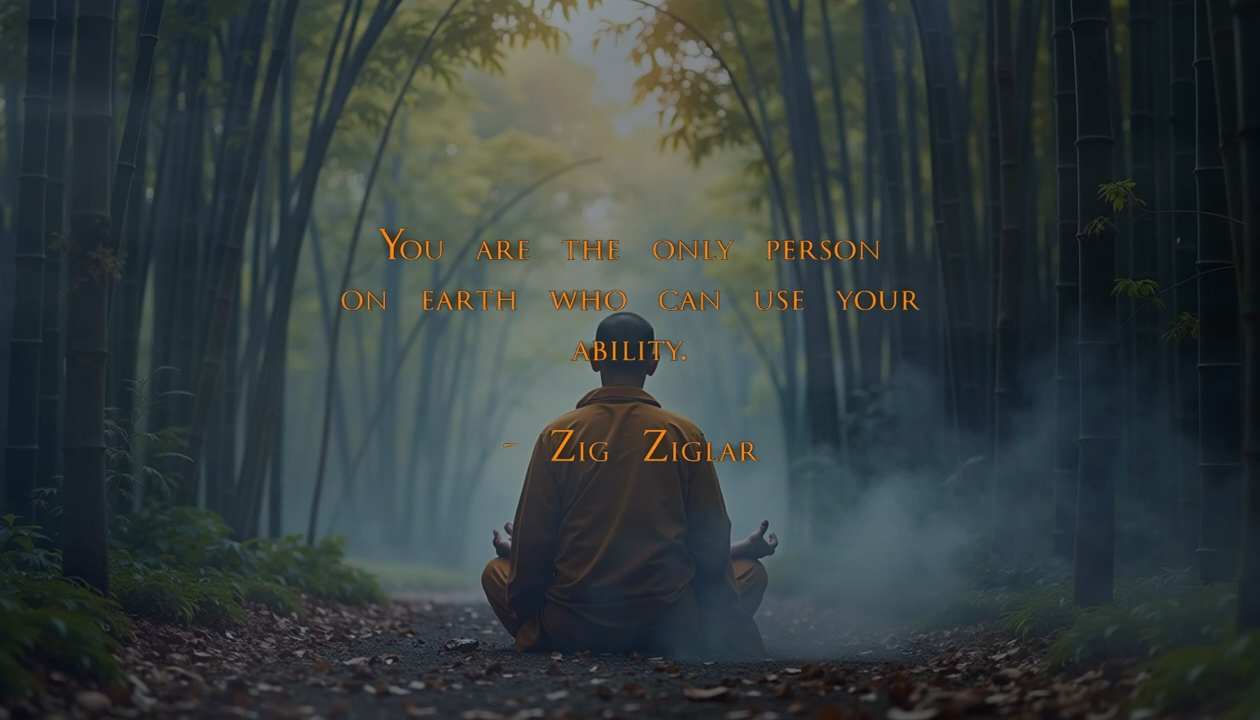 You are the only person
on earth who can use your
ability.
- Zig Ziglar